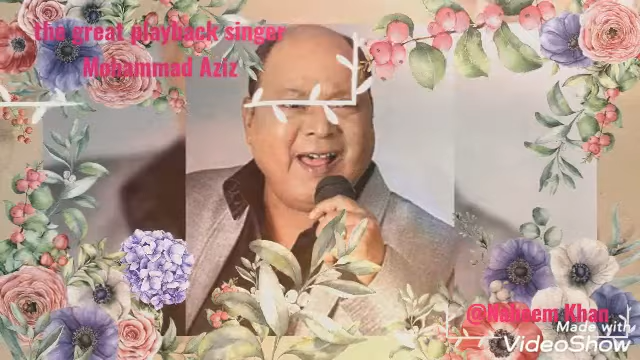 the great playback singer
Mohammad Aziz
@Naheem Khan
Made with
VideoShow